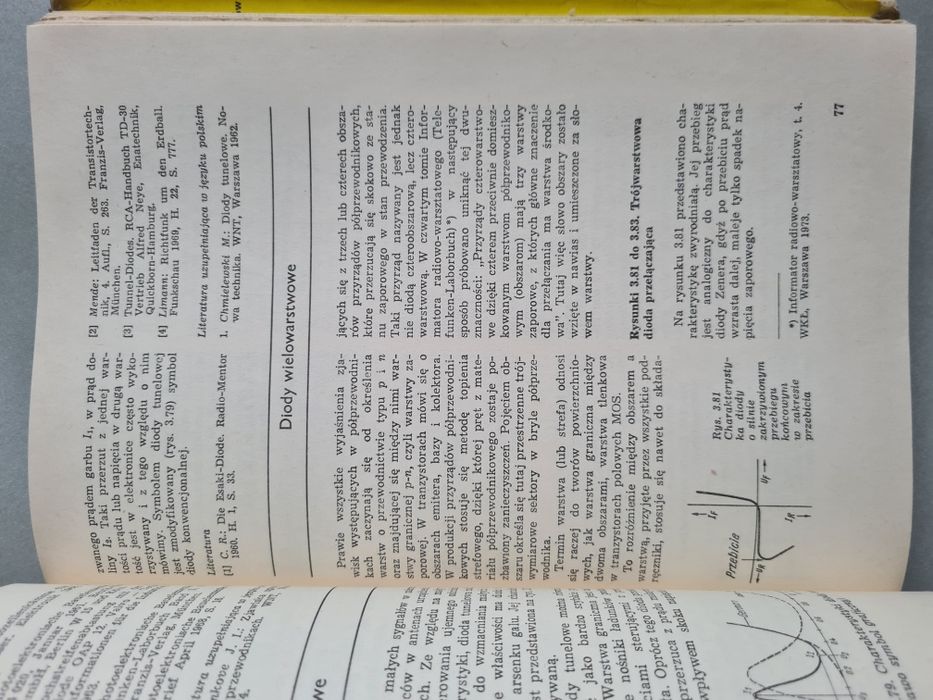 zwanego prądem garbu I₁, w prąd do-
liny I₂. Taki przerzut z jednej war-
tości prądu lub napięcia w drugą war-
tość jest w elektronice często wyko-
rzystywany i z tego względu o nim
mówimy. Symbolem diody tunelowej
jest zmodyfikowany (rys. 3.79) symbol
diody konwencjonalnej.
Literatura
[1] C. R.: Die Esaki-Diode. Radio-Mentor
1960. H. 1, S. 33.
[2] Mende: Leitfaden der Transistortech-
nik, 4. Aufl., S. 263. Franzis-Verlag,
München.
[3] Tunnel-Diodes, RCA-Handbuch TD-30
Vertrieb Alfred Neye, Enatechnik,
Quickborn-Hamburg.
[4] Limann: Richtfunk um den Erdball.
Funkschau 1969, H. 22, S. 777.
Literatura uzupełniająca w języku polskim
1. Chmielewski M.: Diody tunelowe. No-
wa technika. WNT, Warszawa 1962.
Diody wielowarstwowe
Prawie wszystkie wyjaśnienia zja-
wisk występujących w półprzewodni-
kach zaczynają się od określenia
warstw o przewodnictwie typu p i n
oraz znajdującej się między nimi war-
stwy granicznej p-n, czyli warstwy za-
porowej. W tranzystorach mówi się o
obszarach emitera, bazy i kolektora.
W produkcji przyrządów półprzewodni-
kowych stosuje się metodę topienia
strefowego, dzięki której pręt z mate-
riału półprzewodnikowego zostaje po-
zbawiony zanieczyszczeń. Pojęciem ob-
szaru określa się tutaj przestrzenne trój-
wymiarowe sektory w bryle półprze-
wodnika.
Termin warstwa (lub strefa) odnosi
się raczej do tworów powierzchnio-
wych, jak warstwa graniczna między
dwoma obszarami, warstwa tlenkowa
w tranzystorach polowych MOS.
To rozróżnienie między obszarem a
warstwą, przyjęte przez wszystkie pod-
ręczniki, stosuje się nawet do składa-
jących się z trzech lub czterech obsza-
rów przyrządów półprzewodnikowych,
które przerzucają się skokowo ze sta-
nu zaporowego w stan przewodzenia.
Taki przyrząd nazywany jest jednak
nie diodą czteroobszarową, lecz cztero-
warstwową. W czwartym tomie Infor-
matora radiowo-warsztatowego (Tele-
funken-Laborbuch)*) w następujący
sposób próbowano uniknąć tej dwu-
znaczności: „Przyrządy czterowarstwo-
we dzięki czterem przeciwnie domiesz-
kowanym warstwom półprzewodniko-
wym (obszarom) mają trzy warstwy
zaporowe, z których główne znaczenie
dla przełączania ma warstwa środko-
wa." Tutaj więc słowo obszary zostało
wzięte w nawias i umieszczone za sło-
wem warstwy.
Rysunki 3.81 do 3.83. Trójwarstwowa
dioda przełączająca
Na rysunku 3.81 przedstawiono cha-
rakterystykę zwyrodniałą. Jej przebieg
jest analogiczny do charakterystyki
diody Zenera, gdyż po przebiciu prąd
wzrasta dalej, maleje tylko spadek na-
pięcia zaporowego.
*) Informator radiowo-warsztatowy, t. 4.
WKŁ, Warszawa 1973.
Przebicie
I_F
U_F
U_R
I_R
Rys. 3.81
Charakterysty-
ka diody
o silnie
zakrzywionym
przebiegu
końcowym
w zakresie
przebicia
77